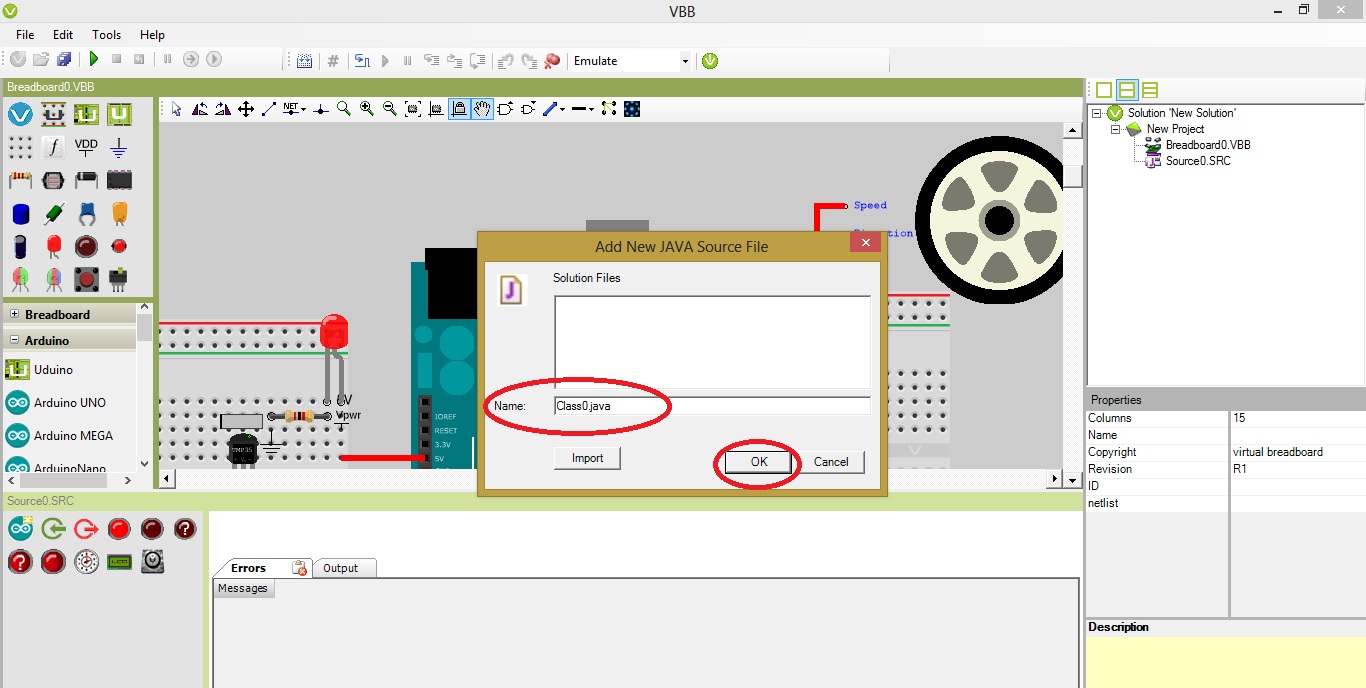 VBB
File Edit Tools Help
Emulate
Breadboard0.VBB
NET
VDD
Breadboard
Arduino
Uduino
Arduino UNO
Arduino MEGA
ArduinoNano
Speed
IOREF
RESET
3.3V
5V
Vpwr
TMP35
Add New JAVA Source File
Solution Files
Name: Class0.java
Import OK Cancel
Solution 'New Solution'
New Project
Breadboard0.VBB
Source0.SRC
Properties
Columns 15
Name
Copyright virtual breadboard
Revision R1
ID
netlist
Description
Source0.SRC
Errors Output
Messages